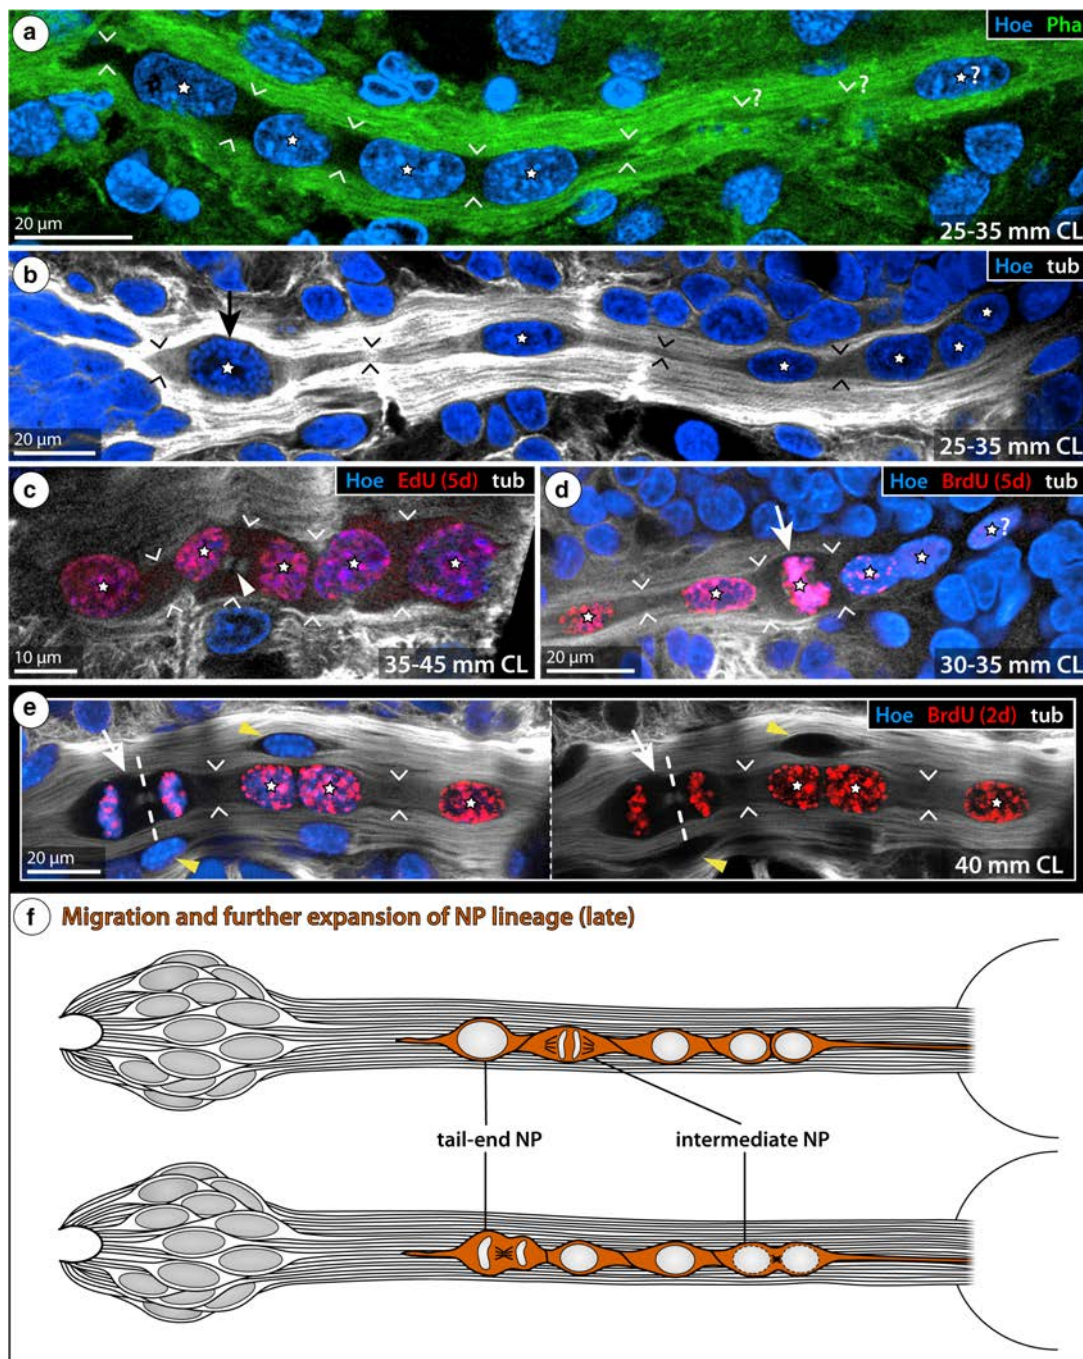 a
Hoe Pha
? ? ?
20 µm
25-35 mm CL
b
Hoe tub
20 µm
25-35 mm CL
c
Hoe EdU (5d) tub
10 µm
35-45 mm CL
d
Hoe BrdU (5d) tub
?
20 µm
30-35 mm CL
e
Hoe BrdU (2d) tub
20 µm
40 mm CL
f Migration and further expansion of NP lineage (late)
tail-end NP intermediate NP